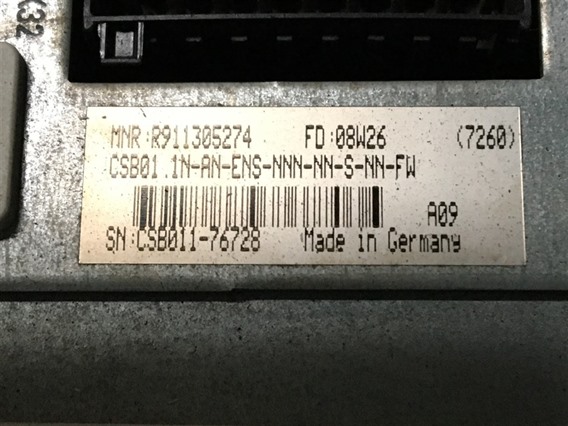 X32
MNR:R911305274 FD:08W26 (7260)
CSB01.1N-AN-ENS-NNN-NN-S-NN-FW
A09
SN:CSB011-76728 Made in Germany